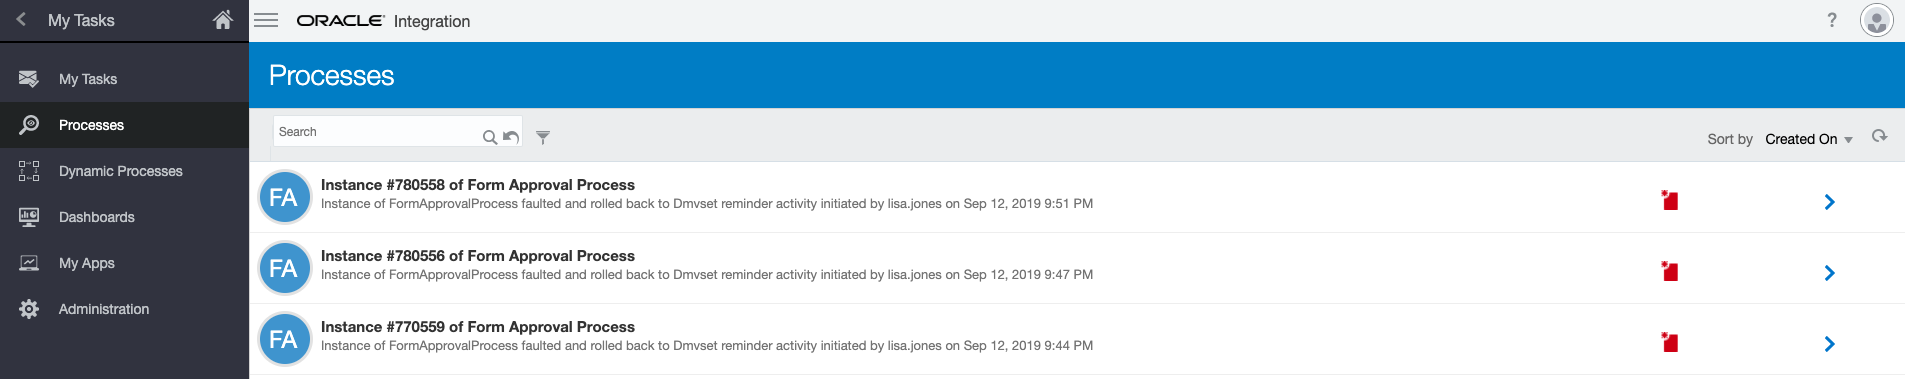 My Tasks
ORACLE Integration
?
My Tasks
Processes
Dynamic Processes
Dashboards
My Apps
Administration
Processes
Search
Sort by Created On
FA
Instance #780558 of Form Approval Process
Instance of FormApprovalProcess faulted and rolled back to Dmvset reminder activity initiated by lisa.jones on Sep 12, 2019 9:51 PM
FA
Instance #780556 of Form Approval Process
Instance of FormApprovalProcess faulted and rolled back to Dmvset reminder activity initiated by lisa.jones on Sep 12, 2019 9:47 PM
FA
Instance #770559 of Form Approval Process
Instance of FormApprovalProcess faulted and rolled back to Dmvset reminder activity initiated by lisa.jones on Sep 12, 2019 9:44 PM